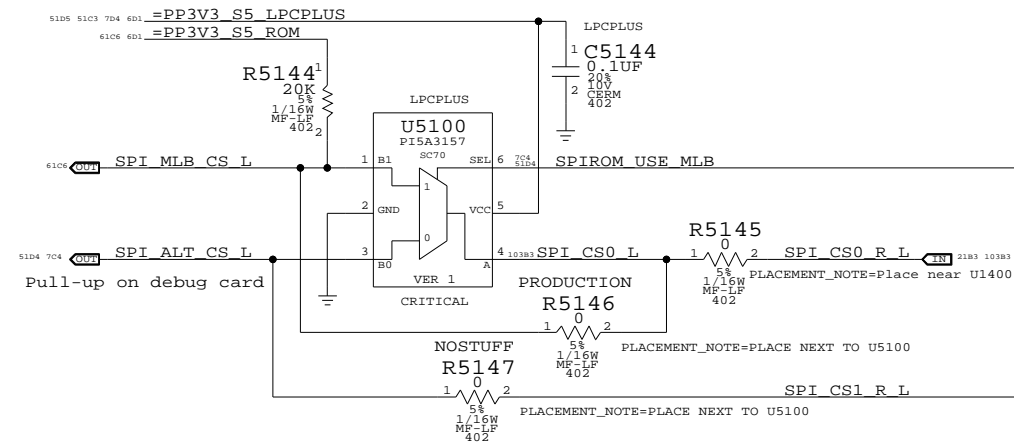 51D5 51C3 7D4 6D1 =PP3V3_S5_LPCPLUS
61C6 6D1 =PP3V3_S5_ROM
LPCPLUS
1 C5144
0.1UF
20%
10V
2 CERM
402
R5144 1
20K
5%
1/16W
MF-LF
402 2
LPCPLUS
U5100
PI5A3157
SC70
61C6 OUT SPI_MLB_CS_L 1 B1 SEL 6 7C4 51D4 SPIROM_USE_MLB
1
2 GND VCC 5
0
51D4 7C4 OUT SPI_ALT_CS_L 3 B0 A 4 103B3 SPI_CS0_L
Pull-up on debug card
VER 1
CRITICAL
R5145
0
1 2 SPI_CS0_R_L IN 21B3 103B3
5%
1/16W
MF-LF
402
PLACEMENT_NOTE=Place near U1400
PRODUCTION
R5146
0
1 2
5%
1/16W
MF-LF
402
PLACEMENT_NOTE=PLACE NEXT TO U5100
NOSTUFF
R5147
0
1 2 SPI_CS1_R_L
5%
1/16W
MF-LF
402
PLACEMENT_NOTE=PLACE NEXT TO U5100